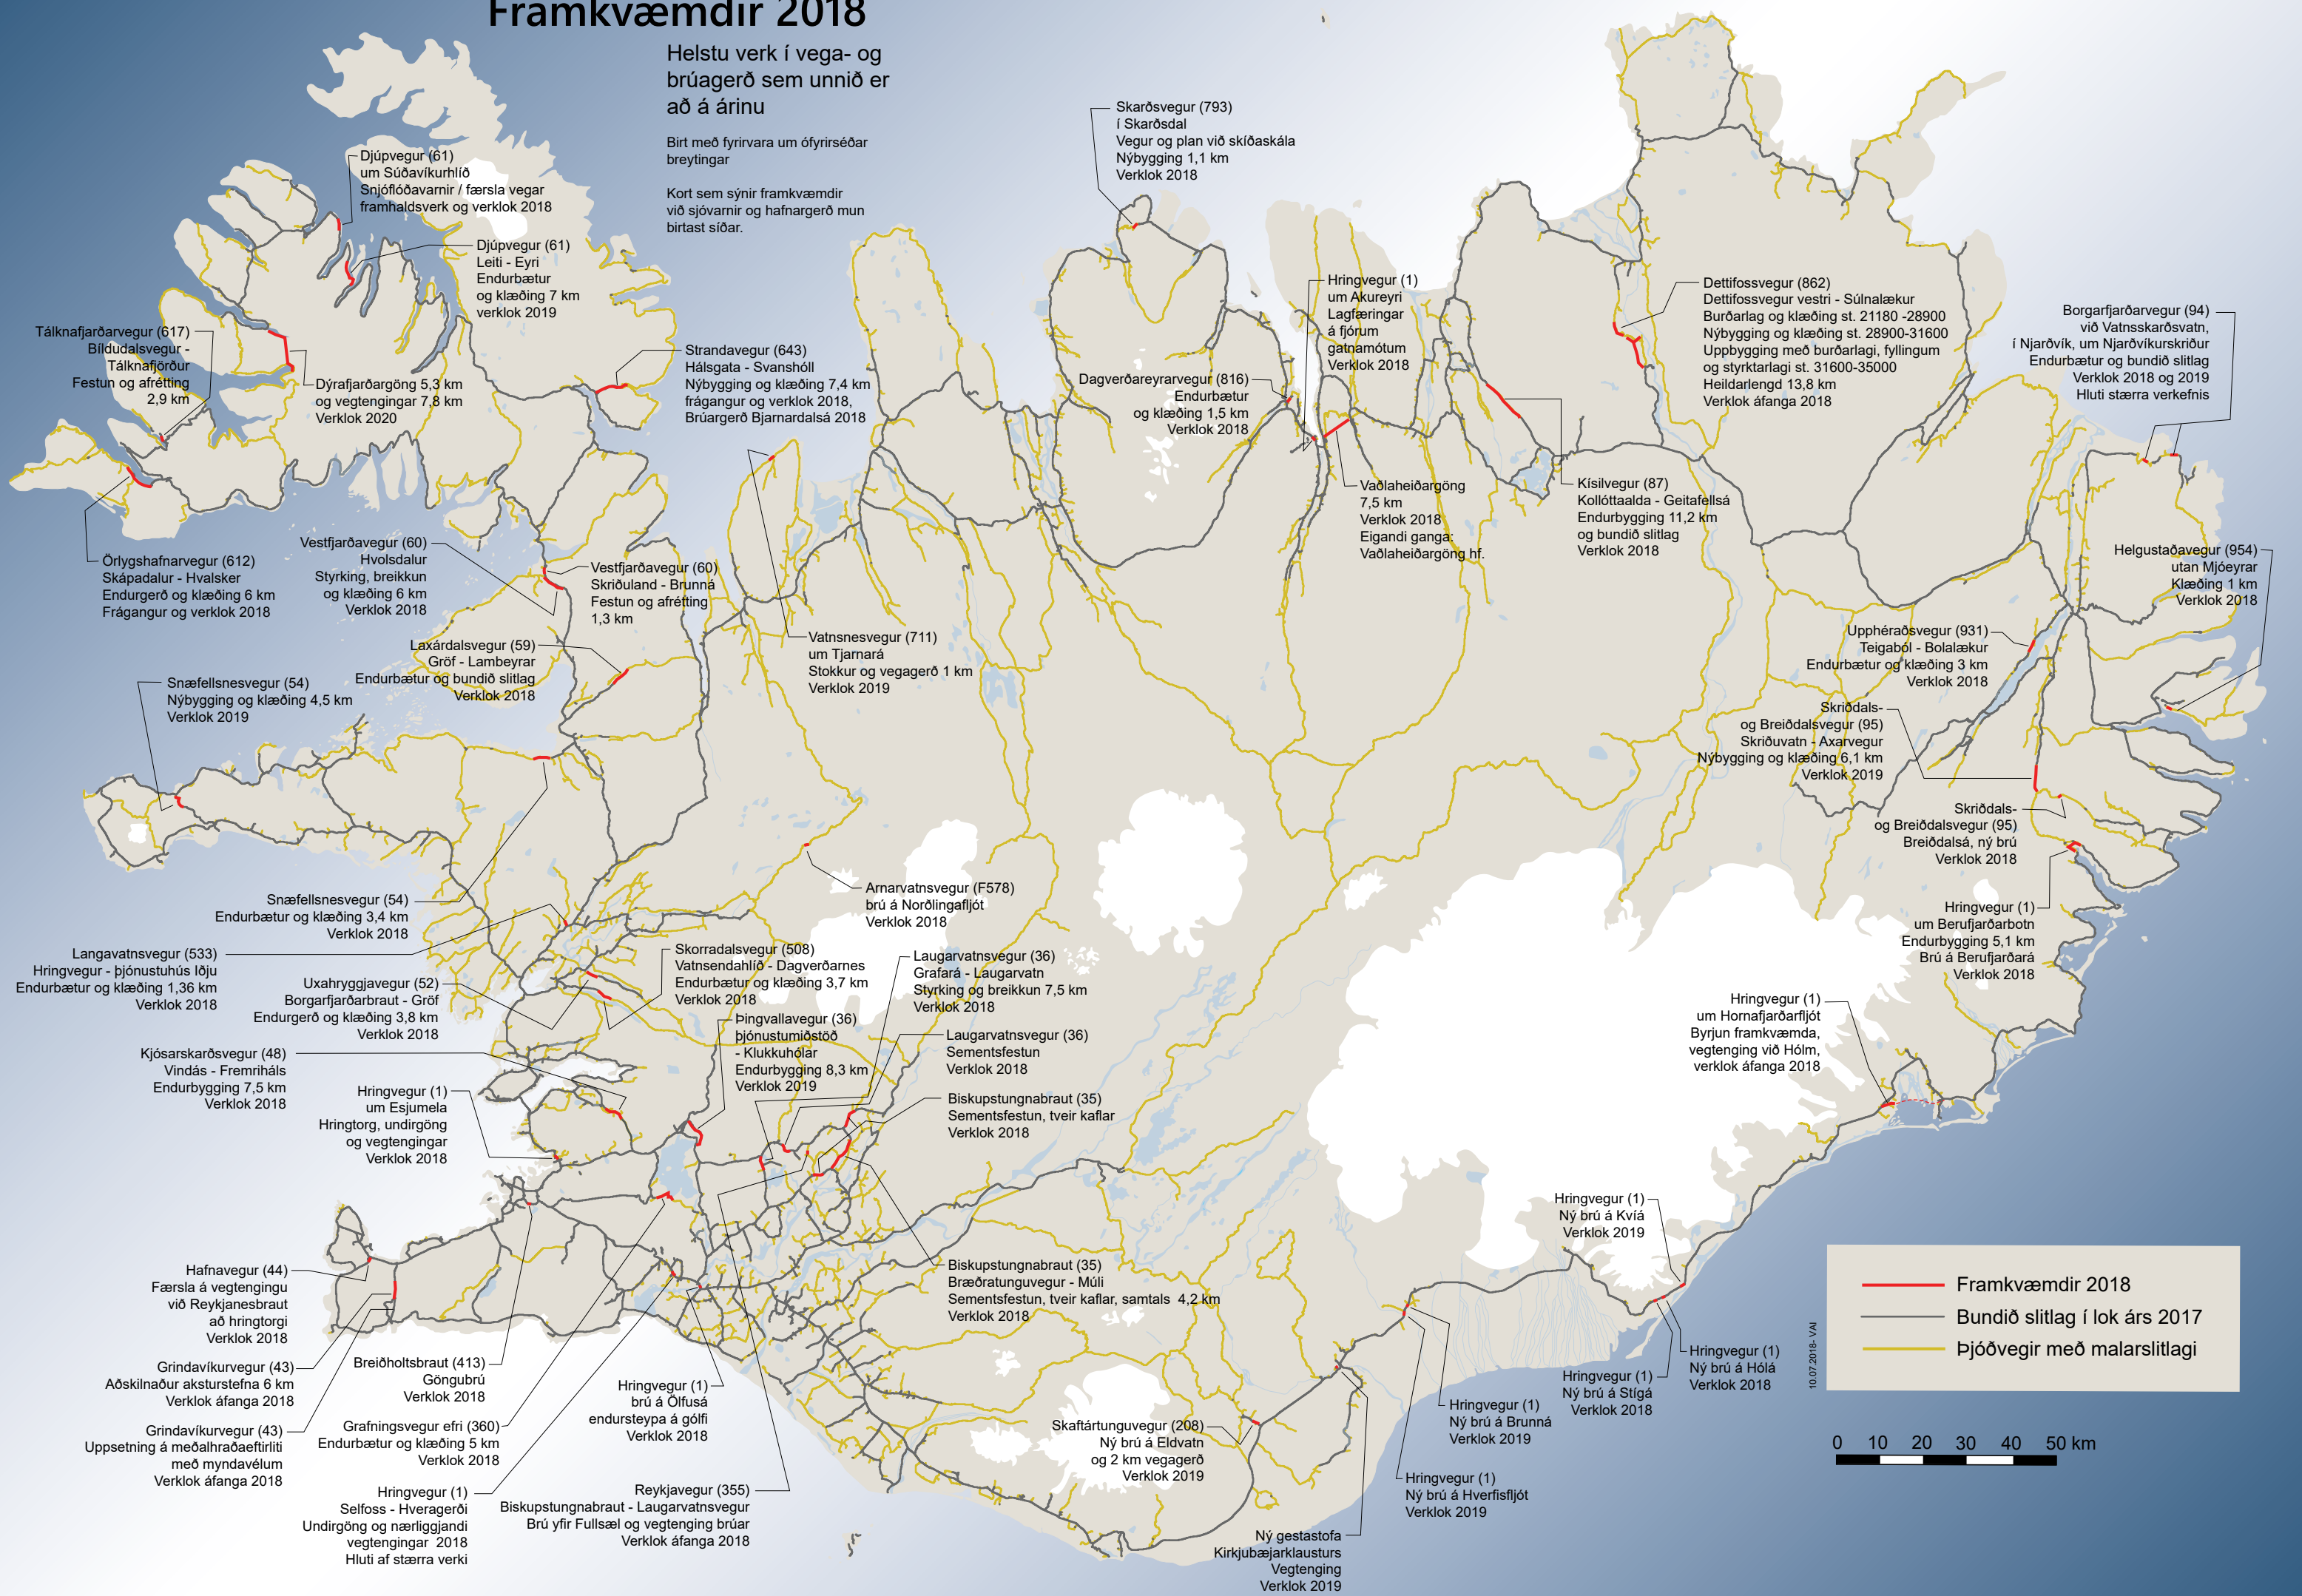 Framkvæmdir 2018
Helstu verk í vega- og
brúagerð sem unnið er
að á árinu
Birt með fyrirvara um ófyrirséðar
breytingar
Kort sem sýnir framkvæmdir
við sjóvarnir og hafnargerð mun
birtast síðar.
Djúpvegur (61)
um Súðavíkurhlíð
Snjóflóðavarnir / færsla vegar
framhaldsverk og verklok 2018
Djúpvegur (61)
Leiti - Eyri
Endurbætur
og klæðing 7 km
verklok 2019
Tálknafjarðarvegur (617)
Bíldudalsvegur -
Tálknafjörður
Festun og afrétting
2,9 km
Dýrafjarðargöng 5,3 km
og vegtengingar 7,8 km
Verklok 2020
Strandavegur (643)
Hálsgata - Svanshóll
Nýbygging og klæðing 7,4 km
frágangur og verklok 2018,
Brúargerð Bjarnardalsá 2018
Skarðsvegur (793)
í Skarðsdal
Vegur og plan við skíðaskála
Nýbygging 1,1 km
Verklok 2018
Hringvegur (1)
um Akureyri
Lagfæringar
á fjórum
gatnamótum
Verklok 2018
Dagverðareyrarvegur (816)
Endurbætur
og klæðing 1,5 km
Verklok 2018
Dettifossvegur (862)
Dettifossvegur vestri - Súlnalækur
Burðarlag og klæðing st. 21180 -28900
Nýbygging og klæðing st. 28900-31600
Uppbygging með burðarlagi, fyllingum
og styrktarlagi st. 31600-35000
Heildarlengd 13,8 km
Verklok áfanga 2018
Borgarfjarðarvegur (94)
við Vatnsskarðsvatn,
í Njarðvík, um Njarðvíkurskriður
Endurbætur og bundið slitlag
Verklok 2018 og 2019
Hluti stærra verkefnis
Vaðlaheiðargöng
7,5 km
Verklok 2018
Eigandi ganga:
Vaðlaheiðargöng hf.
Kísilvegur (87)
Kollóttaalda - Geitafellsá
Endurbygging 11,2 km
og bundið slitlag
Verklok 2018
Örlygshafnarvegur (612)
Skápadalur - Hvalsker
Endurgerð og klæðing 6 km
Frágangur og verklok 2018
Vestfjarðavegur (60)
Hvolsdalur
Styrking, breikkun
og klæðing 6 km
Verklok 2018
Vestfjarðavegur (60)
Skriðuland - Brunná
Festun og afrétting
1,3 km
Helgustaðavegur (954)
utan Mjóeyrar
Klæðing 1 km
Verklok 2018
Laxárdalsvegur (59)
Gröf - Lambeyrar
Endurbætur og bundið slitlag
Verklok 2018
Vatnsnesvegur (711)
um Tjarnará
Stokkur og vegagerð 1 km
Verklok 2019
Upphéraðsvegur (931)
Teigaból - Bolalækur
Endurbætur og klæðing 3 km
Verklok 2018
Snæfellsnesvegur (54)
Nýbygging og klæðing 4,5 km
Verklok 2019
Skriðdals-
og Breiðdalsvegur (95)
Skriðuvatn - Axarvegur
Nýbygging og klæðing 6,1 km
Verklok 2019
Skriðdals-
og Breiðdalsvegur (95)
Breiðdalsá, ný brú
Verklok 2018
Snæfellsnesvegur (54)
Endurbætur og klæðing 3,4 km
Verklok 2018
Arnarvatnsvegur (F578)
brú á Norðlingafljót
Verklok 2018
Hringvegur (1)
um Berufjarðarbotn
Endurbygging 5,1 km
Brú á Berufjarðará
Verklok 2018
Langavatnsvegur (533)
Hringvegur - þjónustuhús Iðju
Endurbætur og klæðing 1,36 km
Verklok 2018
Skorradalsvegur (508)
Vatnsendahlíð - Dagverðarnes
Endurbætur og klæðing 3,7 km
Verklok 2018
Laugarvatnsvegur (36)
Grafará - Laugarvatn
Styrking og breikkun 7,5 km
Verklok 2018
Uxahryggjavegur (52)
Borgarfjarðarbraut - Gröf
Endurgerð og klæðing 3,8 km
Verklok 2018
Hringvegur (1)
um Hornafjarðarfljót
Byrjun framkvæmda,
vegtenging við Hólm,
verklok áfanga 2018
Þingvallavegur (36)
þjónustumiðstöð
- Klukkuhólar
Endurbygging 8,3 km
Verklok 2019
Laugarvatnsvegur (36)
Sementsfestun
Verklok 2018
Kjósarskarðsvegur (48)
Vindás - Fremriháls
Endurbygging 7,5 km
Verklok 2018
Hringvegur (1)
um Esjumela
Hringtorg, undirgöng
og vegtengingar
Verklok 2018
Biskupstungnabraut (35)
Sementsfestun, tveir kaflar
Verklok 2018
Hringvegur (1)
Ný brú á Kvíá
Verklok 2019
Hafnavegur (44)
Færsla á vegtengingu
við Reykjanesbraut
að hringtorgi
Verklok 2018
Biskupstungnabraut (35)
Bræðratunguvegur - Múli
Sementsfestun, tveir kaflar, samtals 4,2 km
Verklok 2018
Framkvæmdir 2018
Bundið slitlag í lok árs 2017
Þjóðvegir með malarslitlagi
10.07.2018- VAI
Grindavíkurvegur (43)
Aðskilnaður aksturstefna 6 km
Verklok áfanga 2018
Breiðholtsbraut (413)
Göngubrú
Verklok 2018
Hringvegur (1)
brú á Ölfusá
endursteypa á gólfi
Verklok 2018
Hringvegur (1)
Ný brú á Stígá
Verklok 2018
Hringvegur (1)
Ný brú á Hólá
Verklok 2018
Grindavíkurvegur (43)
Uppsetning á meðalhraðaeftirliti
með myndavélum
Verklok áfanga 2018
Grafningsvegur efri (360)
Endurbætur og klæðing 5 km
Verklok 2018
Skaftártunguvegur (208)
Ný brú á Eldvatn
og 2 km vegagerð
Verklok 2019
Hringvegur (1)
Ný brú á Brunná
Verklok 2019
0 10 20 30 40 50 km
Hringvegur (1)
Selfoss - Hveragerði
Undirgöng og nærliggjandi
vegtengingar 2018
Hluti af stærra verki
Reykjavegur (355)
Biskupstungnabraut - Laugarvatnsvegur
Brú yfir Fullsæl og vegtenging brúar
Verklok áfanga 2018
Hringvegur (1)
Ný brú á Hverfisfljót
Verklok 2019
Ný gestastofa
Kirkjubæjarklausturs
Vegtenging
Verklok 2019